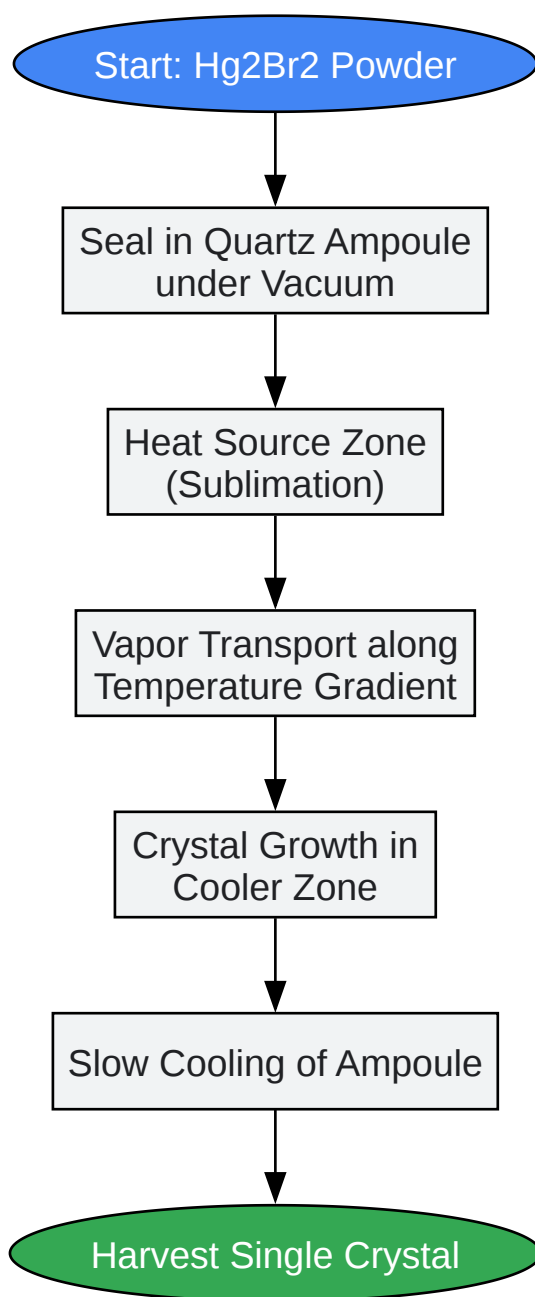 Start: Hg2Br2 Powder
Seal in Quartz Ampoule
under Vacuum
Heat Source Zone
(Sublimation)
Vapor Transport along
Temperature Gradient
Crystal Growth in
Cooler Zone
Slow Cooling of Ampoule
Harvest Single Crystal